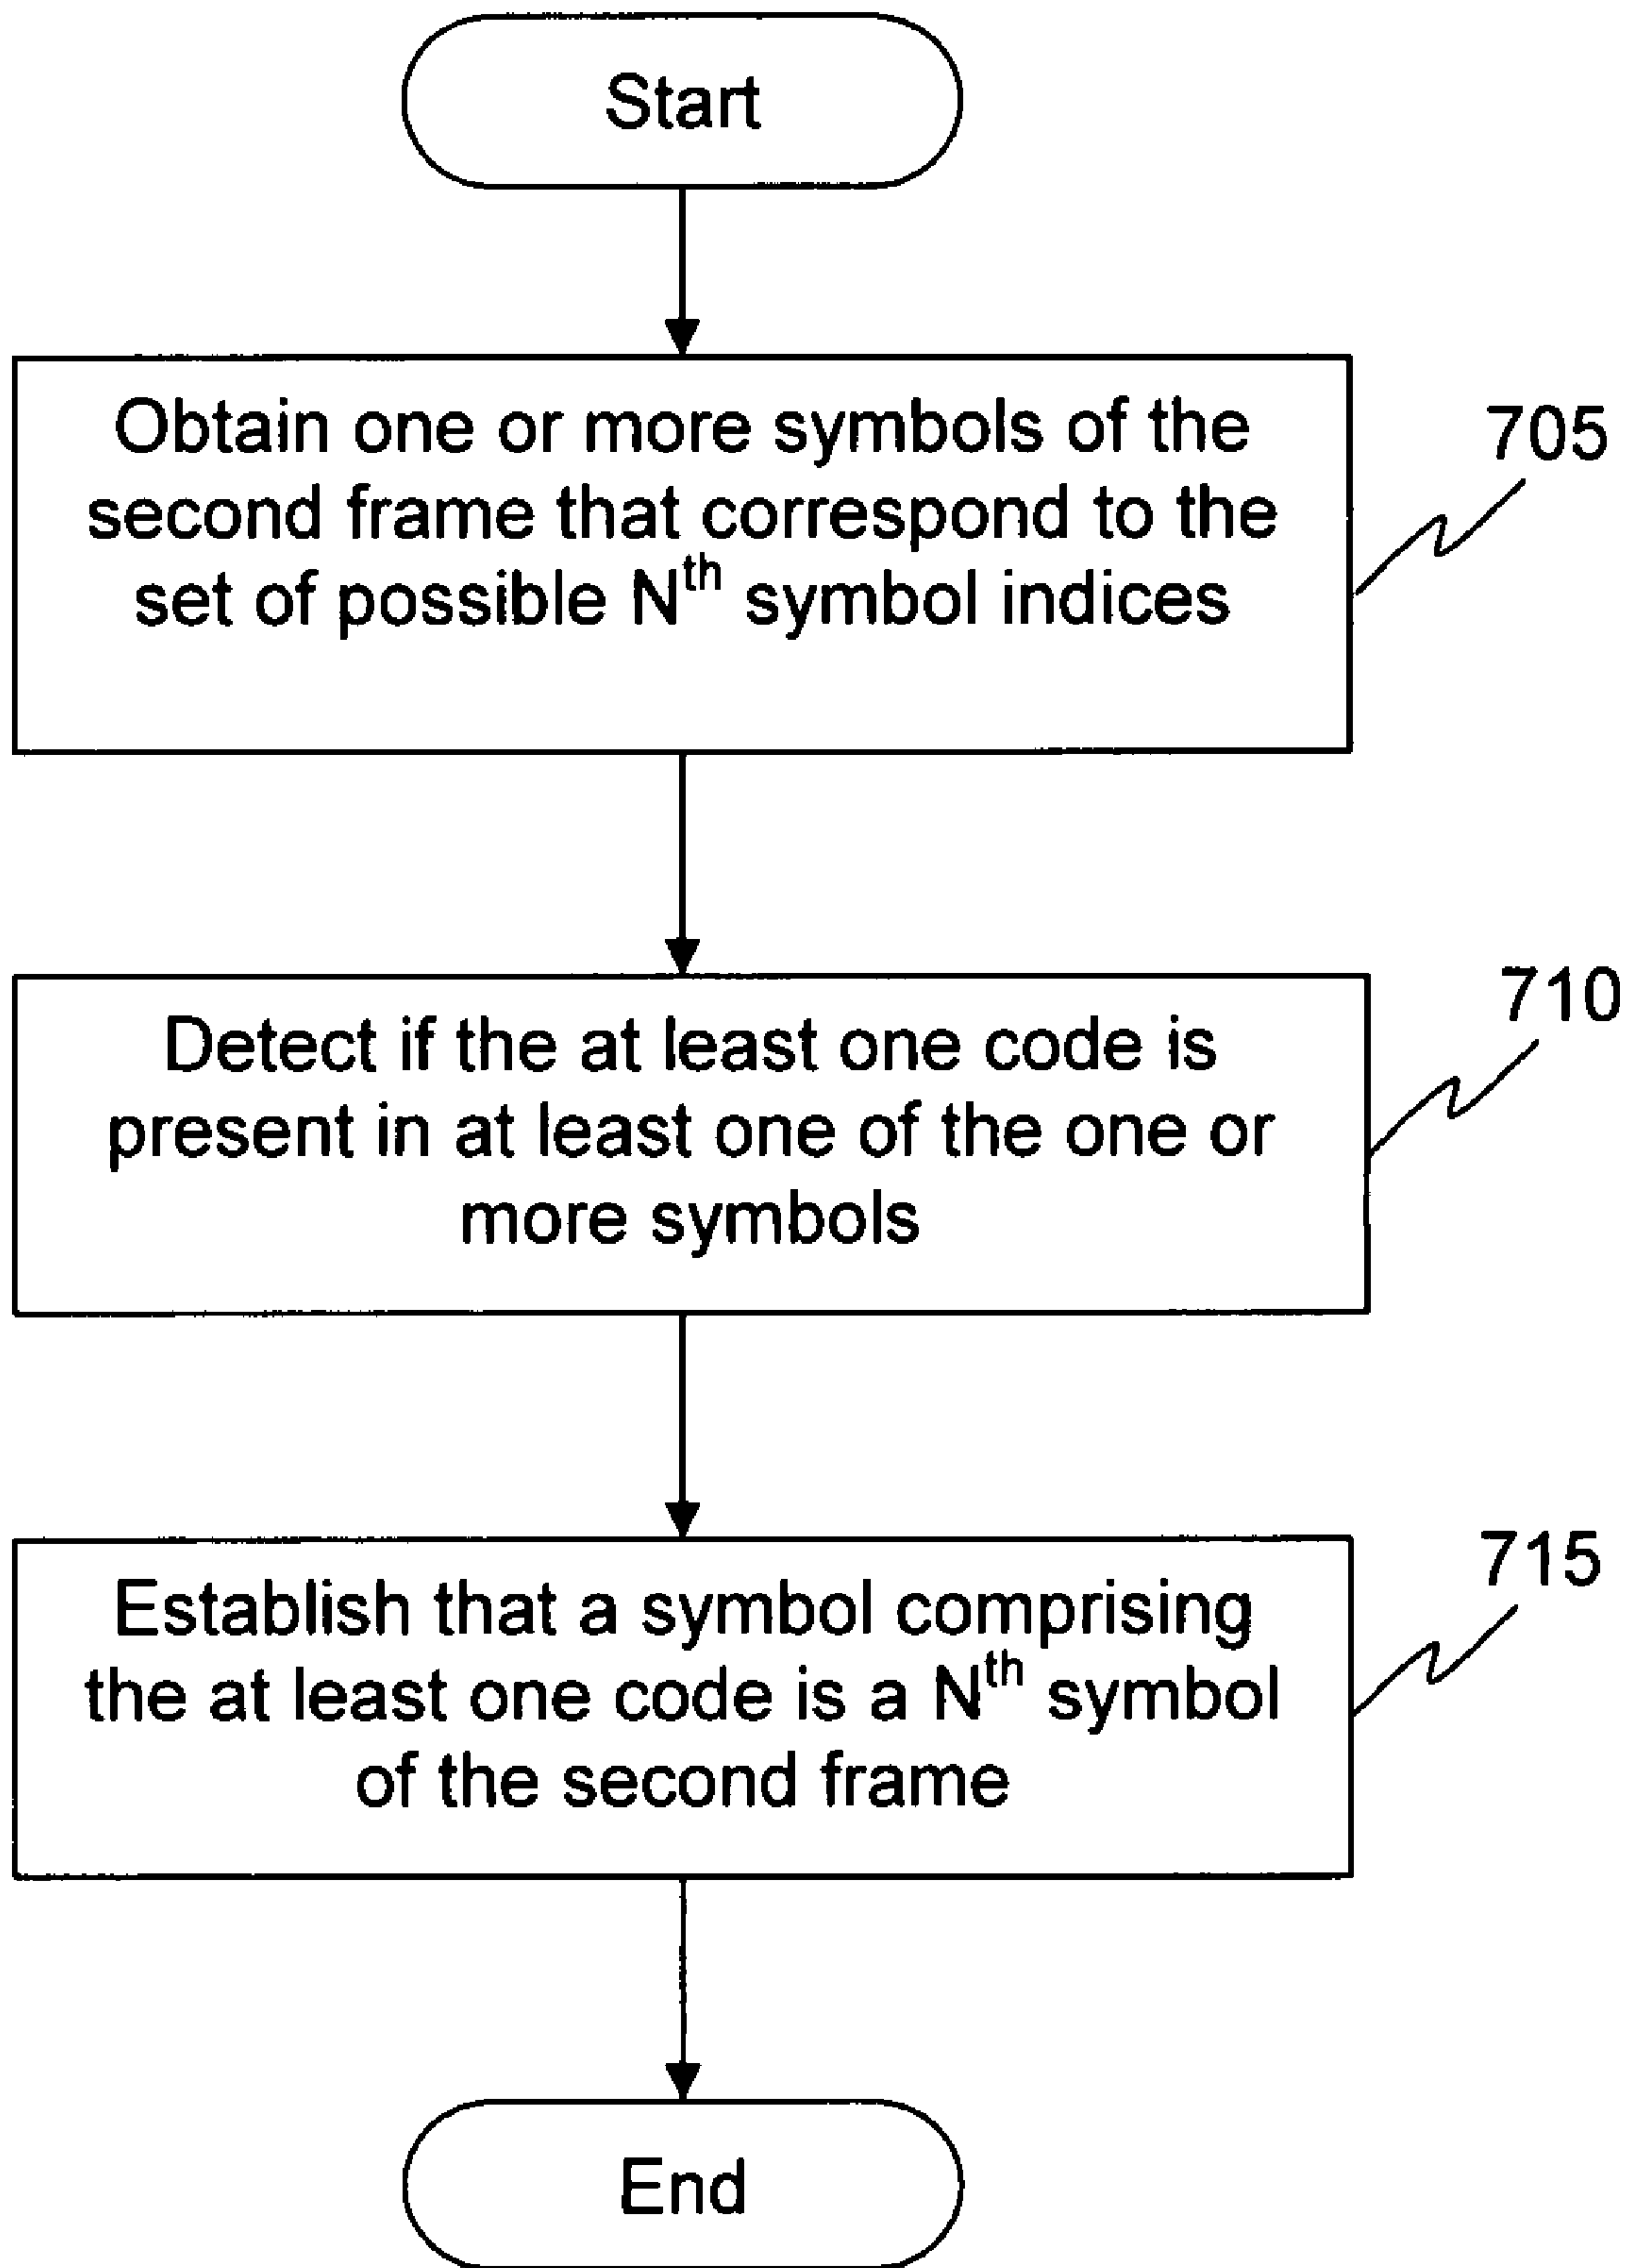 Start
Obtain one or more symbols of the
second frame that correspond to the
set of possible Nth symbol indices
705
Detect if the at least one code is
present in at least one of the one or
more symbols
710
Establish that a symbol comprising
the at least one code is a Nth symbol
of the second frame
715
End